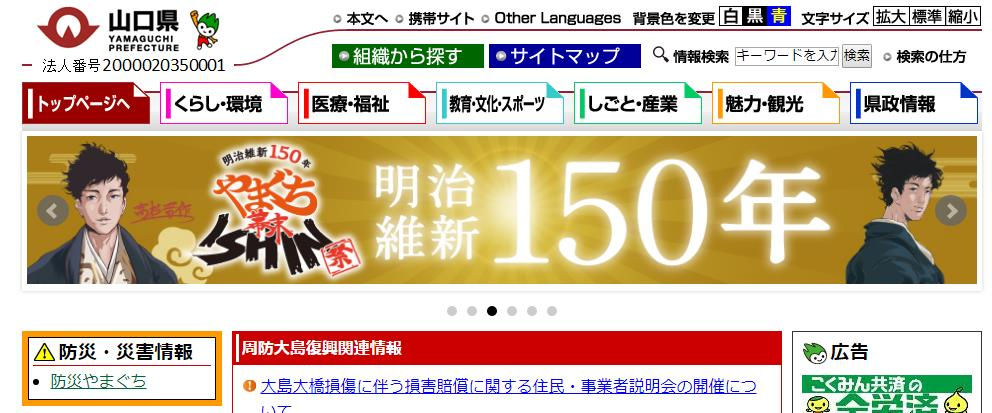 山口県
YAMAGUCHI
PREFECTURE
法人番号2000020350001
本文へ 携帯サイト Other Languages 背景色を変更 白 黒 青 文字サイズ 拡大 標準 縮小
組織から探す サイトマップ 情報検索 キーワードを入力 検索 検索の仕方
トップページへ くらし・環境 医療・福祉 教育・文化・スポーツ しごと・産業 魅力・観光 県政情報
明治維新150年
やまぐち
幕末
ISHIN
祭
明治
維新
150年
防災・災害情報
防災やまぐち
周防大島復興関連情報
大島大橋損傷に伴う損害賠償に関する住民・事業者説明会の開催につ
いて
広告
こくみん共済の
全労済